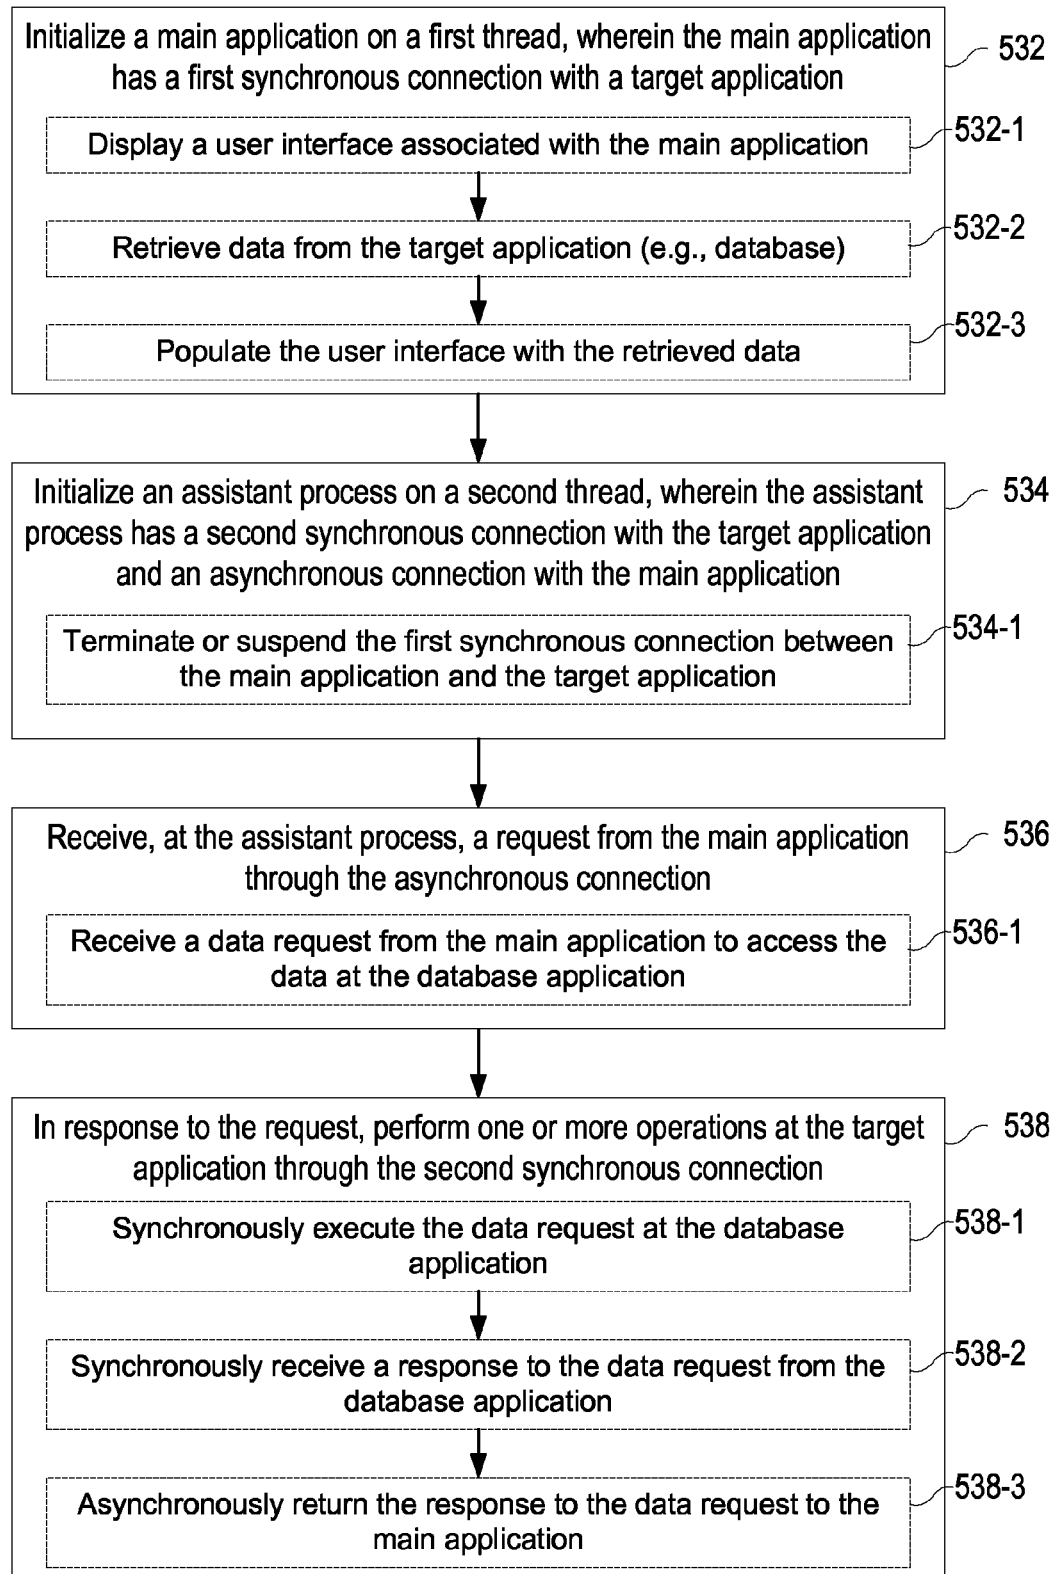 Initialize a main application on a first thread, wherein the main application
has a first synchronous connection with a target application
532
Display a user interface associated with the main application
532-1
Retrieve data from the target application (e.g., database)
532-2
Populate the user interface with the retrieved data
532-3
Initialize an assistant process on a second thread, wherein the assistant
process has a second synchronous connection with the target application
and an asynchronous connection with the main application
534
Terminate or suspend the first synchronous connection between
the main application and the target application
534-1
Receive, at the assistant process, a request from the main application
through the asynchronous connection
536
Receive a data request from the main application to access the
data at the database application
536-1
In response to the request, perform one or more operations at the target
application through the second synchronous connection
538
Synchronously execute the data request at the database
application
538-1
Synchronously receive a response to the data request from the
database application
538-2
Asynchronously return the response to the data request to the
main application
538-3